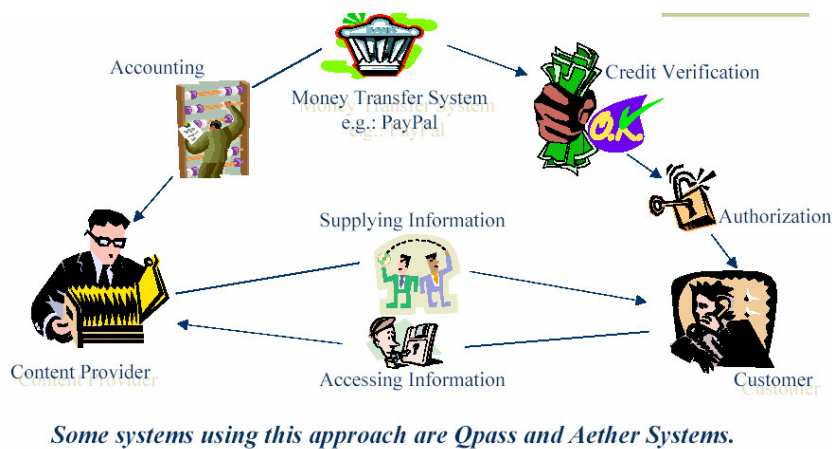 Accounting
Money Transfer System
e.g.: PayPal
Credit Verification
O.K.
Supplying Information
Authorization
Content Provider
Accessing Information
Customer
Some systems using this approach are Qpass and Aether Systems.